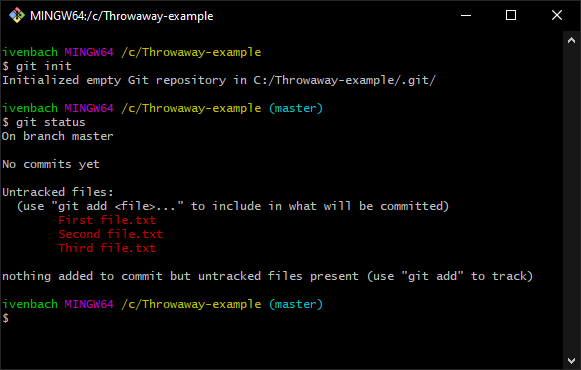 MINGW64:/c/Throwaway-example
ivenbach MINGW64 /c/Throwaway-example
$ git init
Initialized empty Git repository in C:/Throwaway-example/.git/
ivenbach MINGW64 /c/Throwaway-example (master)
$ git status
On branch master
No commits yet
Untracked files:
(use "git add <file>..." to include in what will be committed)
First file.txt
Second file.txt
Third file.txt
nothing added to commit but untracked files present (use "git add" to track)
ivenbach MINGW64 /c/Throwaway-example (master)
$